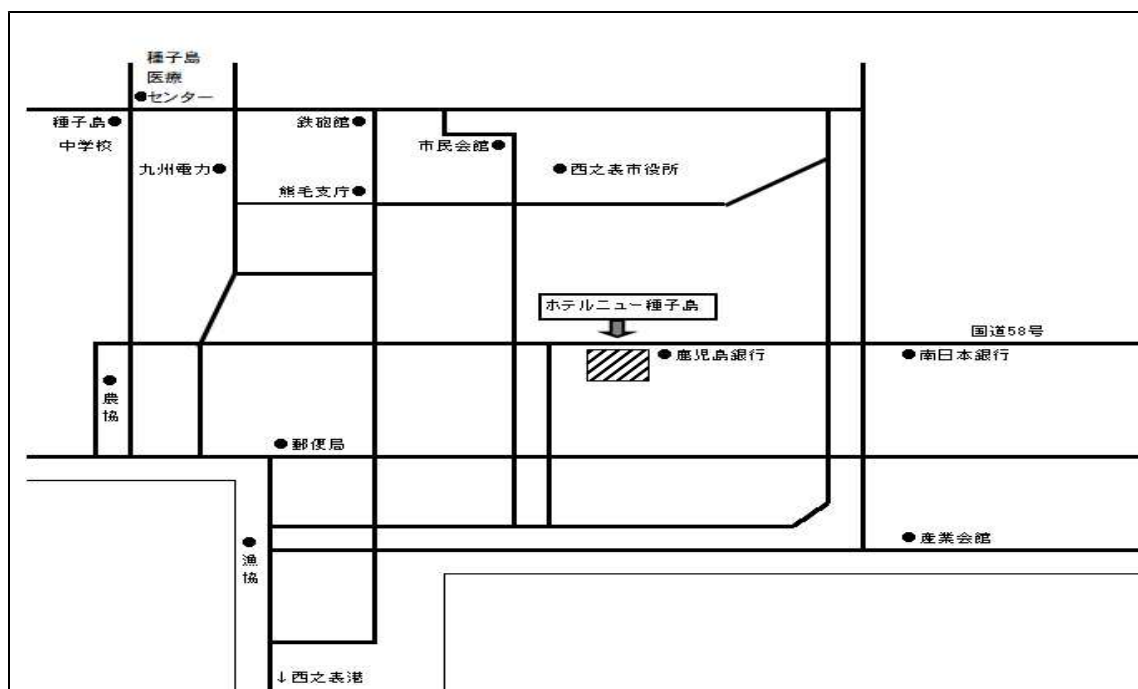 種子島
医療
センター
種子島
中学校
鉄砲館
市民会館
九州電力
西之表市役所
熊毛支庁
ホテルニュー種子島
国道58号
鹿児島銀行
南日本銀行
農協
郵便局
産業会館
漁協
↓西之表港